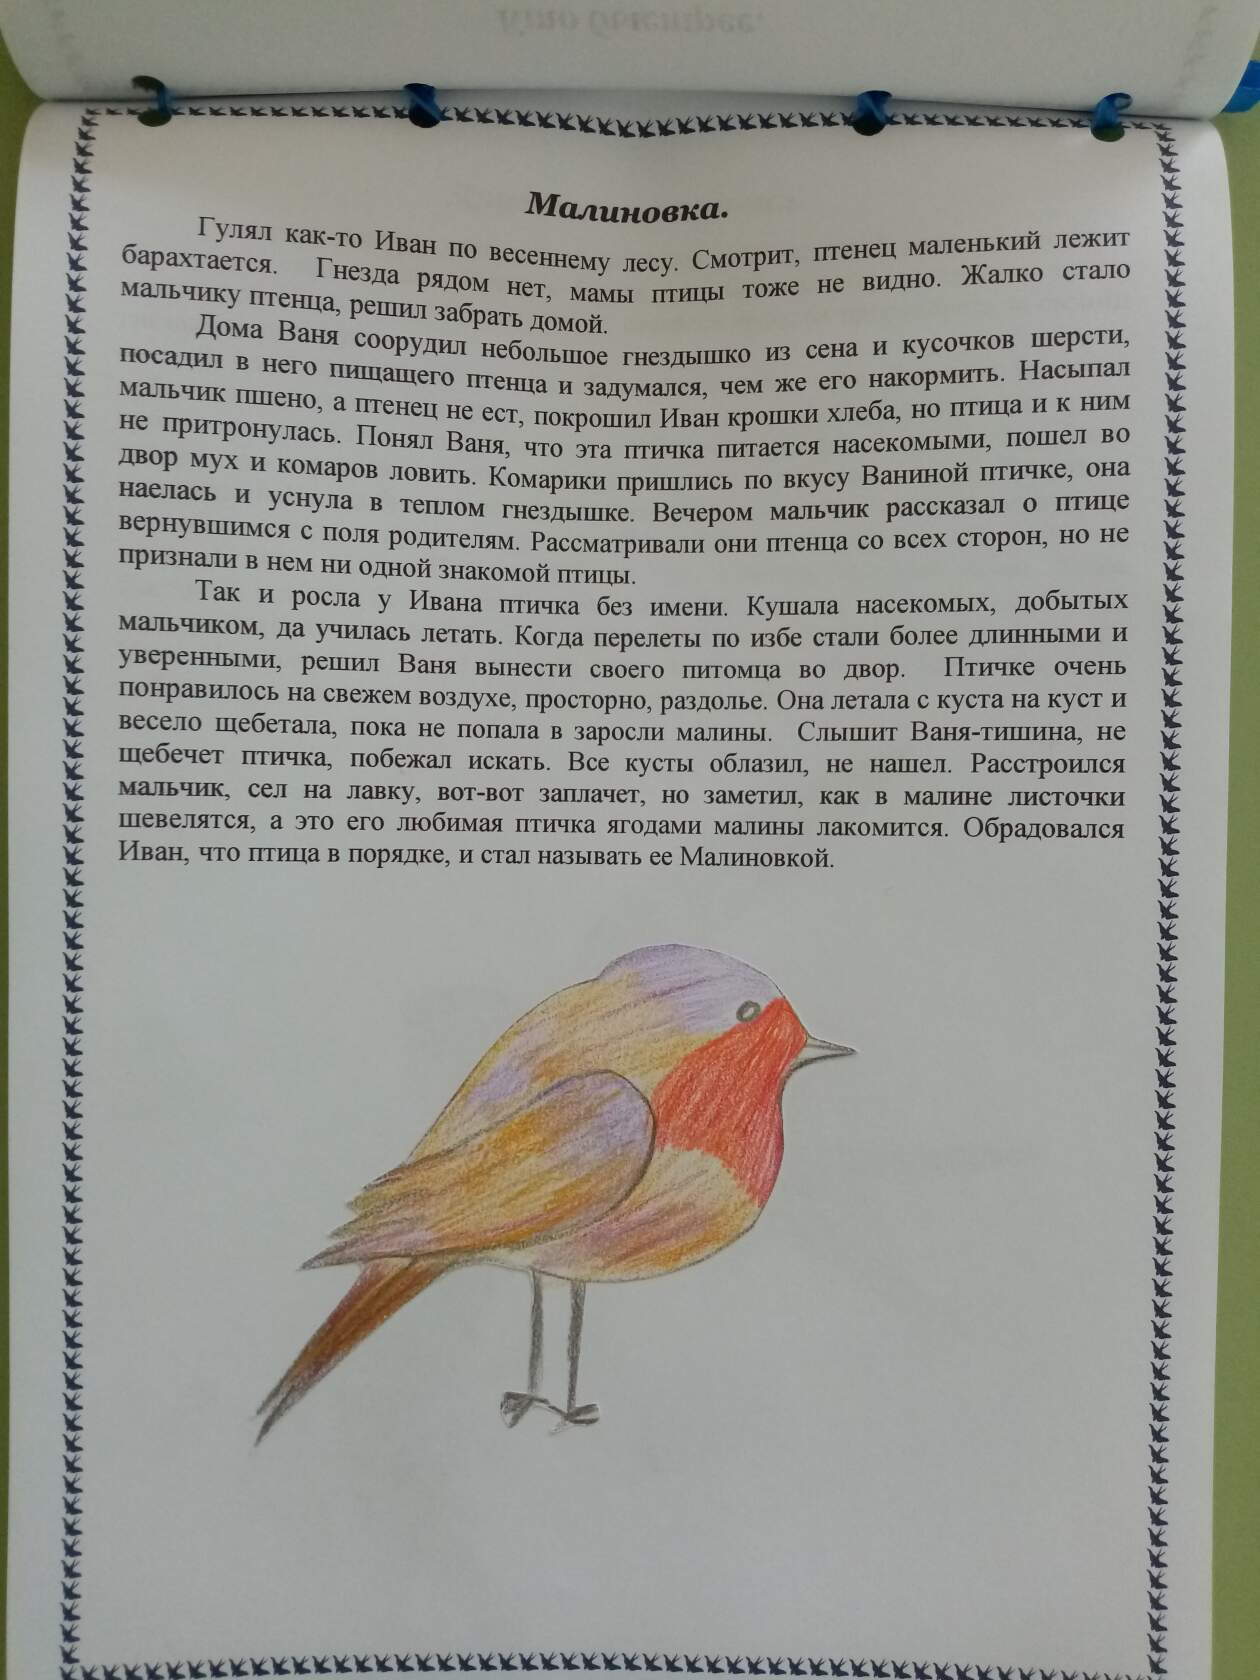 Кто быстрее.
Малиновка.
Гулял как-то Иван по весеннему лесу. Смотрит, птенец маленький лежит
барахтается. Гнезда рядом нет, мамы птицы тоже не видно. Жалко стало
мальчику птенца, решил забрать домой.
Дома Ваня соорудил небольшое гнездышко из сена и кусочков шерсти,
посадил в него пищащего птенца и задумался, чем же его накормить. Насыпал
мальчик пшено, а птенец не ест, покрошил Иван крошки хлеба, но птица и к ним
не притронулась. Понял Ваня, что эта птичка питается насекомыми, пошел во
двор мух и комаров ловить. Комарики пришлись по вкусу Ваниной птичке, она
наелась и уснула в теплом гнездышке. Вечером мальчик рассказал о птице
вернувшимся с поля родителям. Рассматривали они птенца со всех сторон, но не
признали в нем ни одной знакомой птицы.
Так и росла у Ивана птичка без имени. Кушала насекомых, добытых
мальчиком, да училась летать. Когда перелеты по избе стали более длинными и
уверенными, решил Ваня вынести своего питомца во двор. Птичке очень
понравилось на свежем воздухе, просторно, раздолье. Она летала с куста на куст и
весело щебетала, пока не попала в заросли малины. Слышит Ваня-тишина, не
щебечет птичка, побежал искать. Все кусты облазил, не нашел. Расстроился
мальчик, сел на лавку, вот-вот заплачет, но заметил, как в малине листочки
шевелятся, а это его любимая птичка ягодами малины лакомится. Обрадовался
Иван, что птица в порядке, и стал называть ее Малиновкой.